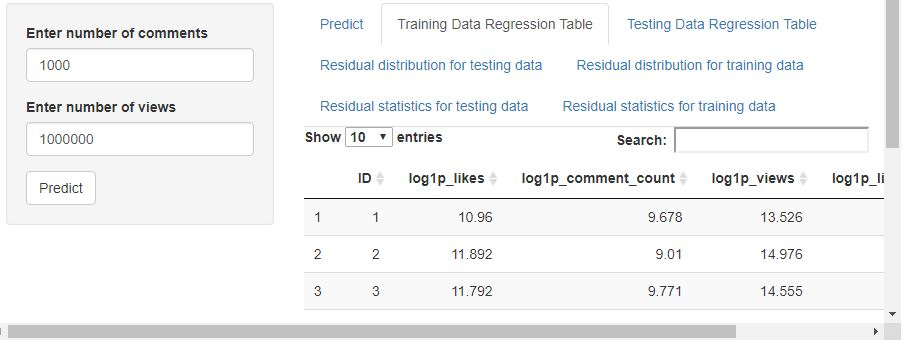 Enter number of comments
1000
Enter number of views
1000000
Predict
Predict Training Data Regression Table Testing Data Regression Table
Residual distribution for testing data Residual distribution for training data
Residual statistics for testing data Residual statistics for training data
Show 10 entries Search:
ID log1p_likes log1p_comment_count log1p_views log1p_li
1 1 10.96 9.678 13.526
2 2 11.892 9.01 14.976
3 3 11.792 9.771 14.555